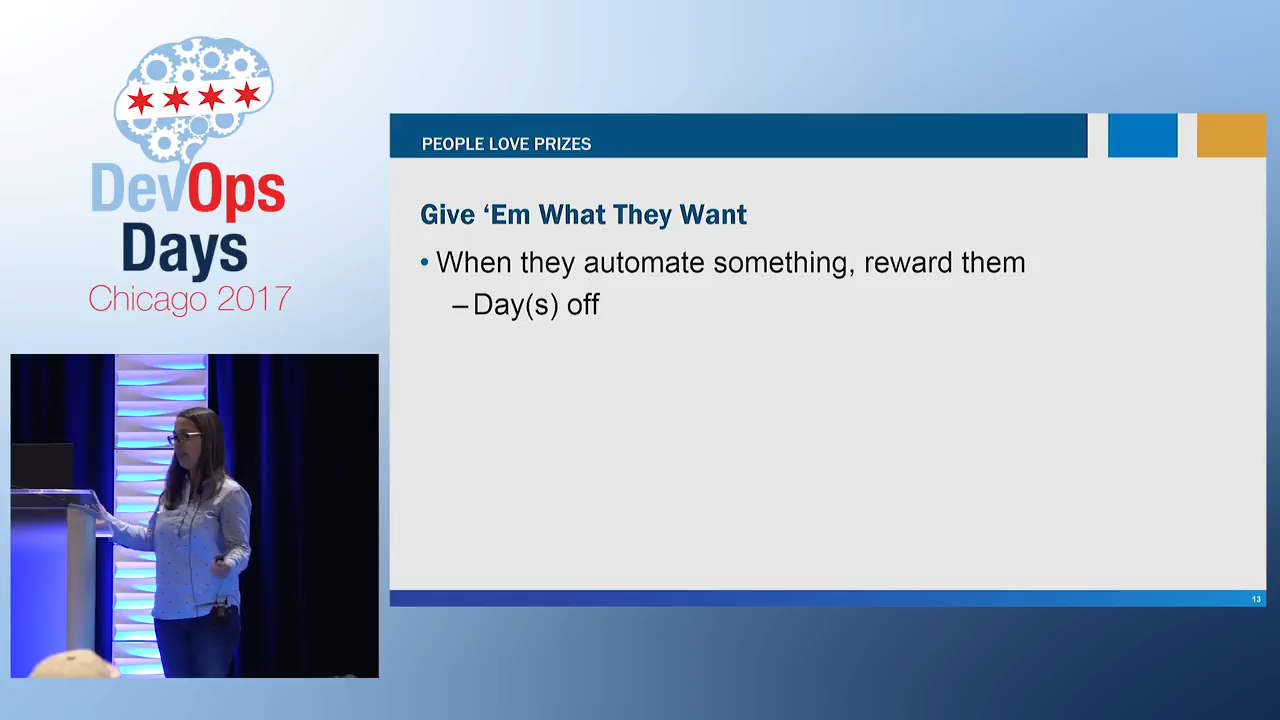 DevOps
Days
Chicago 2017
PEOPLE LOVE PRIZES
Give ‘Em What They Want
• When they automate something, reward them
– Day(s) off
13